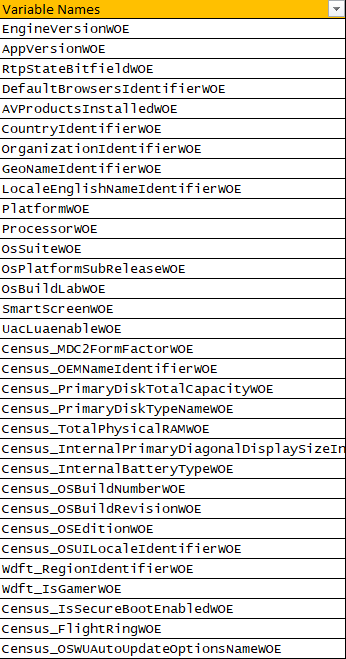 Variable Names
EngineVersionWOE
AppVersionWOE
RtpStateBitfieldWOE
DefaultBrowsersIdentifierWOE
AVProductsInstalledWOE
CountryIdentifierWOE
OrganizationIdentifierWOE
GeoNameIdentifierWOE
LocaleEnglishNameIdentifierWOE
PlatformWOE
ProcessorWOE
OsSuiteWOE
OsPlatformSubReleaseWOE
OsBuildLabWOE
SmartScreenWOE
UacLuaenableWOE
Census_MDC2FormFactorWOE
Census_OEMNameIdentifierWOE
Census_PrimaryDiskTotalCapacityWOE
Census_PrimaryDiskTypeNameWOE
Census_TotalPhysicalRAMWOE
Census_InternalPrimaryDiagonalDisplaySizeIn
Census_InternalBatteryTypeWOE
Census_OSBuildNumberWOE
Census_OSBuildRevisionWOE
Census_OSEditionWOE
Census_OSUILocaleIdentifierWOE
Wdft_RegionIdentifierWOE
Wdft_IsGamerWOE
Census_IsSecureBootEnabledWOE
Census_FlightRingWOE
Census_OSWUAutoUpdateOptionsNameWOE